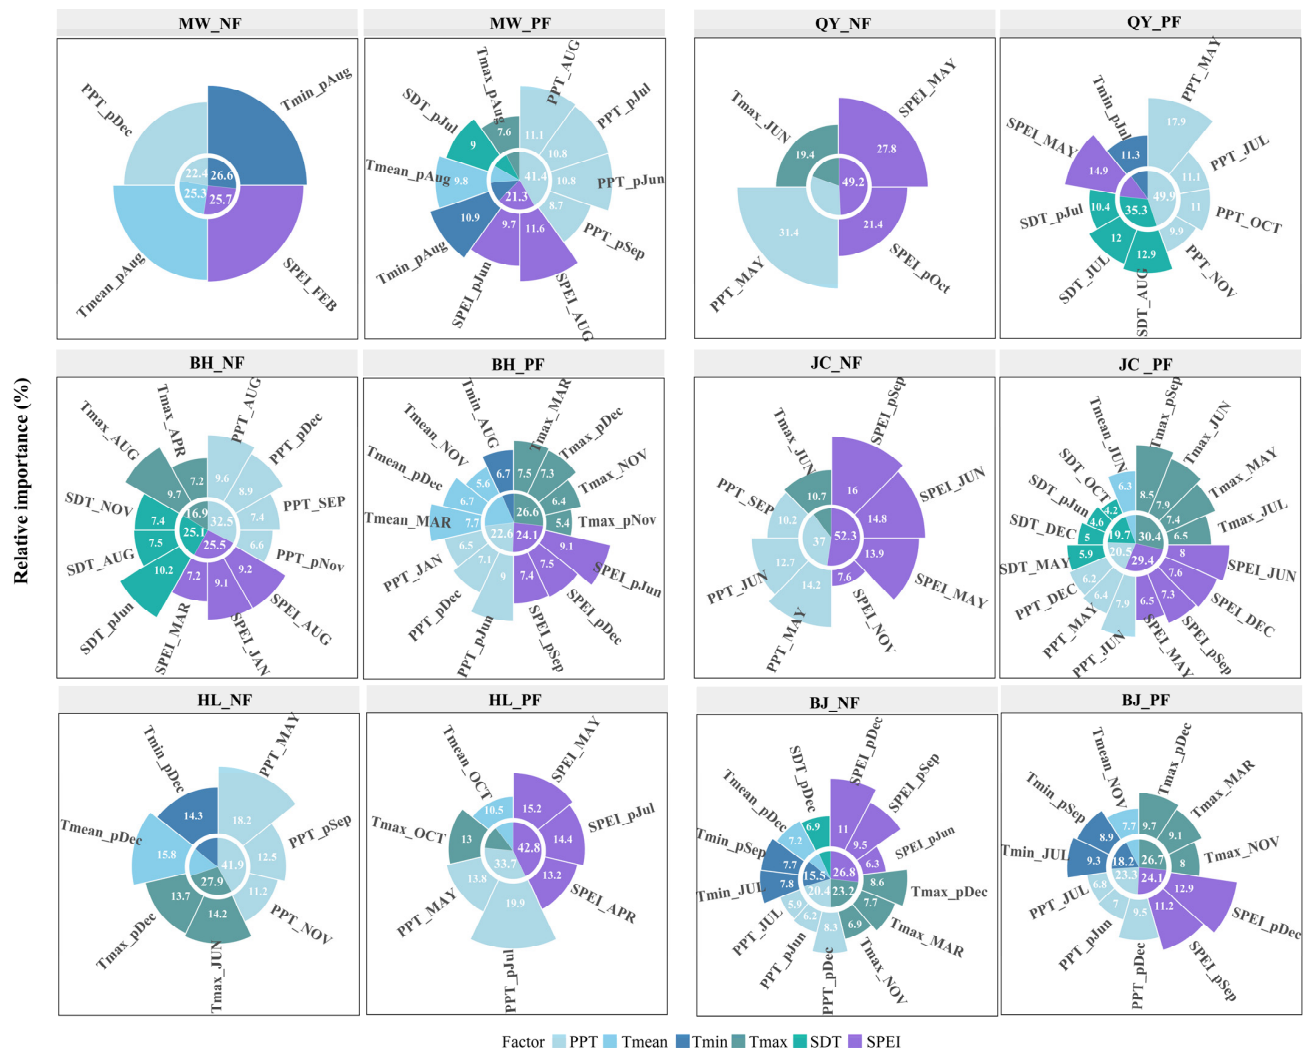 MW_NF
PPT_pDec
Tmin_pAug
22.4
26.6
25.3
25.7
Tmean_pAug
SPEI_FEB
MW_PF
Tmax_pAug
PPT_AUG
SDT_pJul
PPT_pJul
7.6
11.1
9
10.8
Tmean_pAug
9.8
41.4
10.8
PPT_pJun
21.3
10.9
8.7
9.7
11.6
PPT_pSep
Tmin_pAug
SPEI_pJun
SPEI_AUG
QY_NF
Tmax_JUN
SPEI_MAY
19.4
27.8
49.2
31.4
21.4
PPT_MAY
SPEI_pOct
QY_PF
PPT_MAY
Tmin_pJul
17.9
SPEI_MAY
11.3
PPT_JUL
14.9
11.1
49.9
10.4
35.3
11
PPT_OCT
SDT_pJul
12
12.9
9.9
SDT_JUL
SDT_AUG
PPT_NOV
Relative importance (%)
BH_NF
Tmax_APR
PPT_AUG
Tmax_AUG
PPT_pDec
7.2
9.6
9.7
8.9
SDT_NOV
7.4
16.9
32.5
7.4
PPT_SEP
25.1
SDT_AUG
7.5
25.5
6.6
PPT_pNov
10.2
7.2
9.1
9.2
SDT_pJun
SPEI_MAR
SPEI_JAN
SPEI_AUG
BH_PF
Tmin_AUG
Tmax_MAR
Tmean_NOV
Tmax_pDec
Tmean_pDec
6.7
7.5
7.3
Tmax_NOV
5.6
6.4
6.7
26.6
5.4
Tmax_pNov
Tmean_MAR
7.7
22.6
24.1
9.1
6.5
7.1
9
7.4
7.5
SPEI_pJun
PPT_JAN
PPT_pDec
PPT_pJun
SPEI_pSep
SPEI_pDec
JC_NF
SPEI_pSep
Tmax_JUN
PPT_SEP
10.7
16
SPEI_JUN
10.2
14.8
37
52.3
12.7
13.9
14.2
7.6
PPT_JUN
SPEI_MAY
PPT_MAY
SPEI_NOV
JC _PF
Tmax_pSep
Tmean_JUN
Tmax_JUN
SDT_OCT
Tmax_MAY
SDT_pJun
6.3
8.5
7.9
4.2
7.4
Tmax_JUL
SDT_DEC
4.6
19.7
30.4
6.5
5
20.5
29.4
SDT_MAY
5.9
8
SPEI_JUN
6.2
6.4
7.9
6.5
7.3
7.6
PPT_DEC
PPT_MAY
PPT_JUN
SPEI_MAY
SPEI_pSep
SPEI_DEC
HL_NF
PPT_MAY
Tmin_pDec
14.3
18.2
Tmean_pDec
PPT_pSep
15.8
12.5
41.9
27.9
13.7
11.2
14.2
Tmax_pDec
Tmax_JUN
PPT_NOV
HL_PF
Tmean_OCT
SPEI_MAY
10.5
15.2
SPEI_pJul
Tmax_OCT
13
14.4
42.8
33.7
13.8
13.2
19.9
PPT_MAY
SPEI_APR
PPT_pJul
BJ_NF
SPEI_pDec
SDT_pDec
SPEI_pSep
Tmean_pDec
6.9
11
SPEI_pJun
7.2
9.5
Tmin_pSep
7.7
6.3
15.5
26.8
Tmin_JUL
7.8
20.4
23.2
8.6
Tmax_pDec
5.9
6.2
8.3
6.9
7.7
PPT_JUL
PPT_pJun
PPT_pDec
Tmax_NOV
Tmax_MAR
BJ_PF
Tmax_pDec
Tmean_NOV
Tmax_MAR
Tmin_pSep
7.7
9.7
8.9
9.1
Tmax_NOV
Tmin_JUL
9.3
18.2
26.7
8
23.3
24.1
6.8
12.9
PPT_JUL
7
9.5
11.2
SPEI_pDec
PPT_pJun
PPT_pDec
SPEI_pSep
Factor PPT Tmean Tmin Tmax SDT SPEI